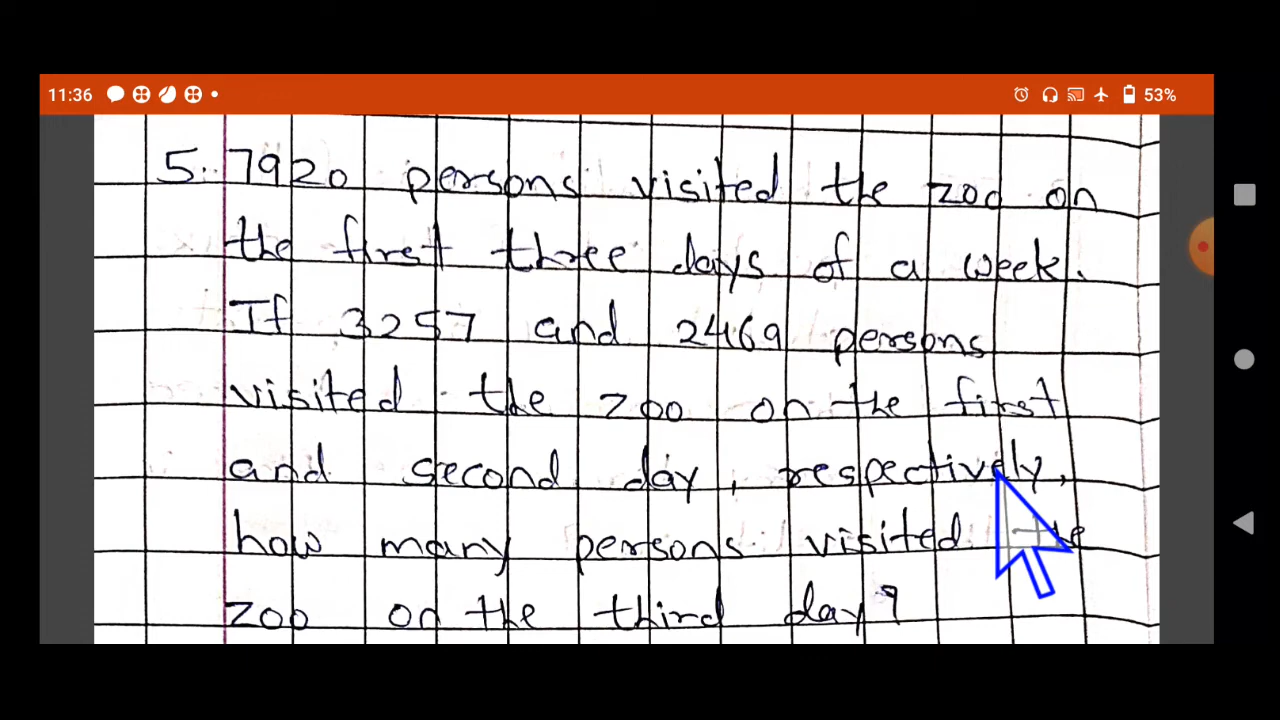 11:36
53%
5. 7920 persons visited the zoo on
the first three days of a week.
If 3257 and 2469 persons
visited the zoo on the first
and second day, respectively,
how many persons visited the
zoo on the third day?